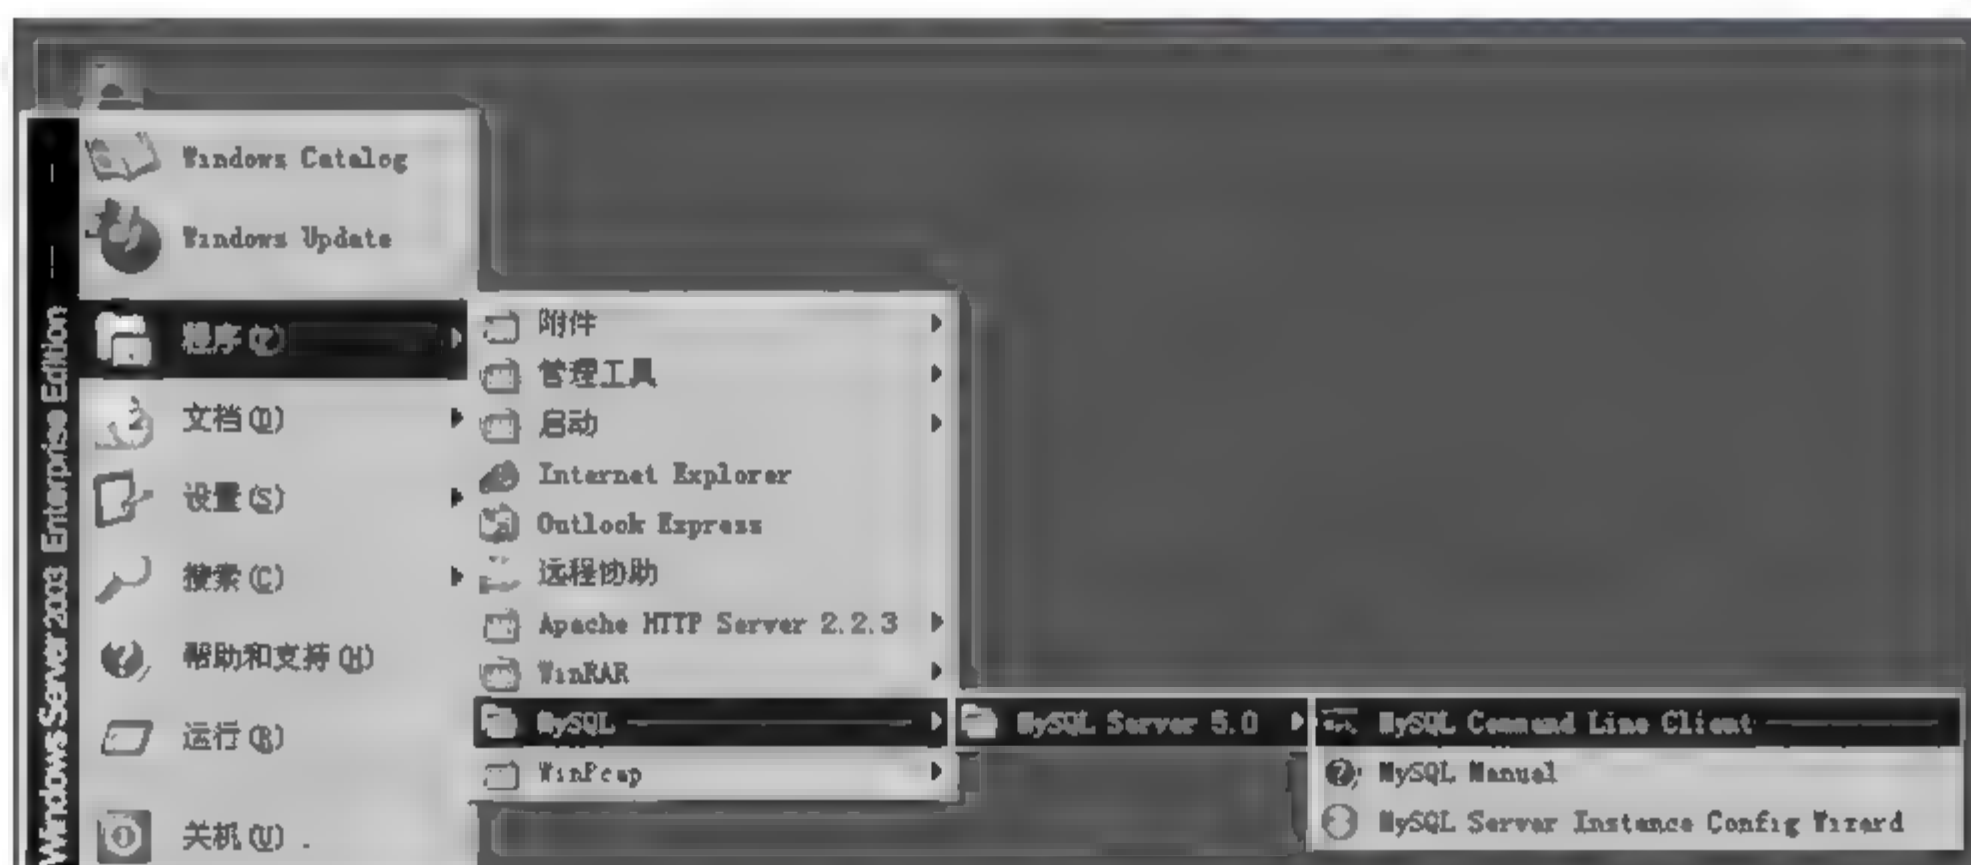 Windows Catalog
Windows Update
程序(P)
文档(D)
设置(S)
搜索(C)
帮助和支持(H)
运行(R)
关机(U)...
Windows Server 2003 Enterprise Edition
附件
管理工具
启动
Internet Explorer
Outlook Express
远程协助
Apache HTTP Server 2.2.3
WinRAR
MySQL
WinPcap
MySQL Server 5.0
MySQL Command Line Client
MySQL Manual
MySQL Server Instance Config Wizard